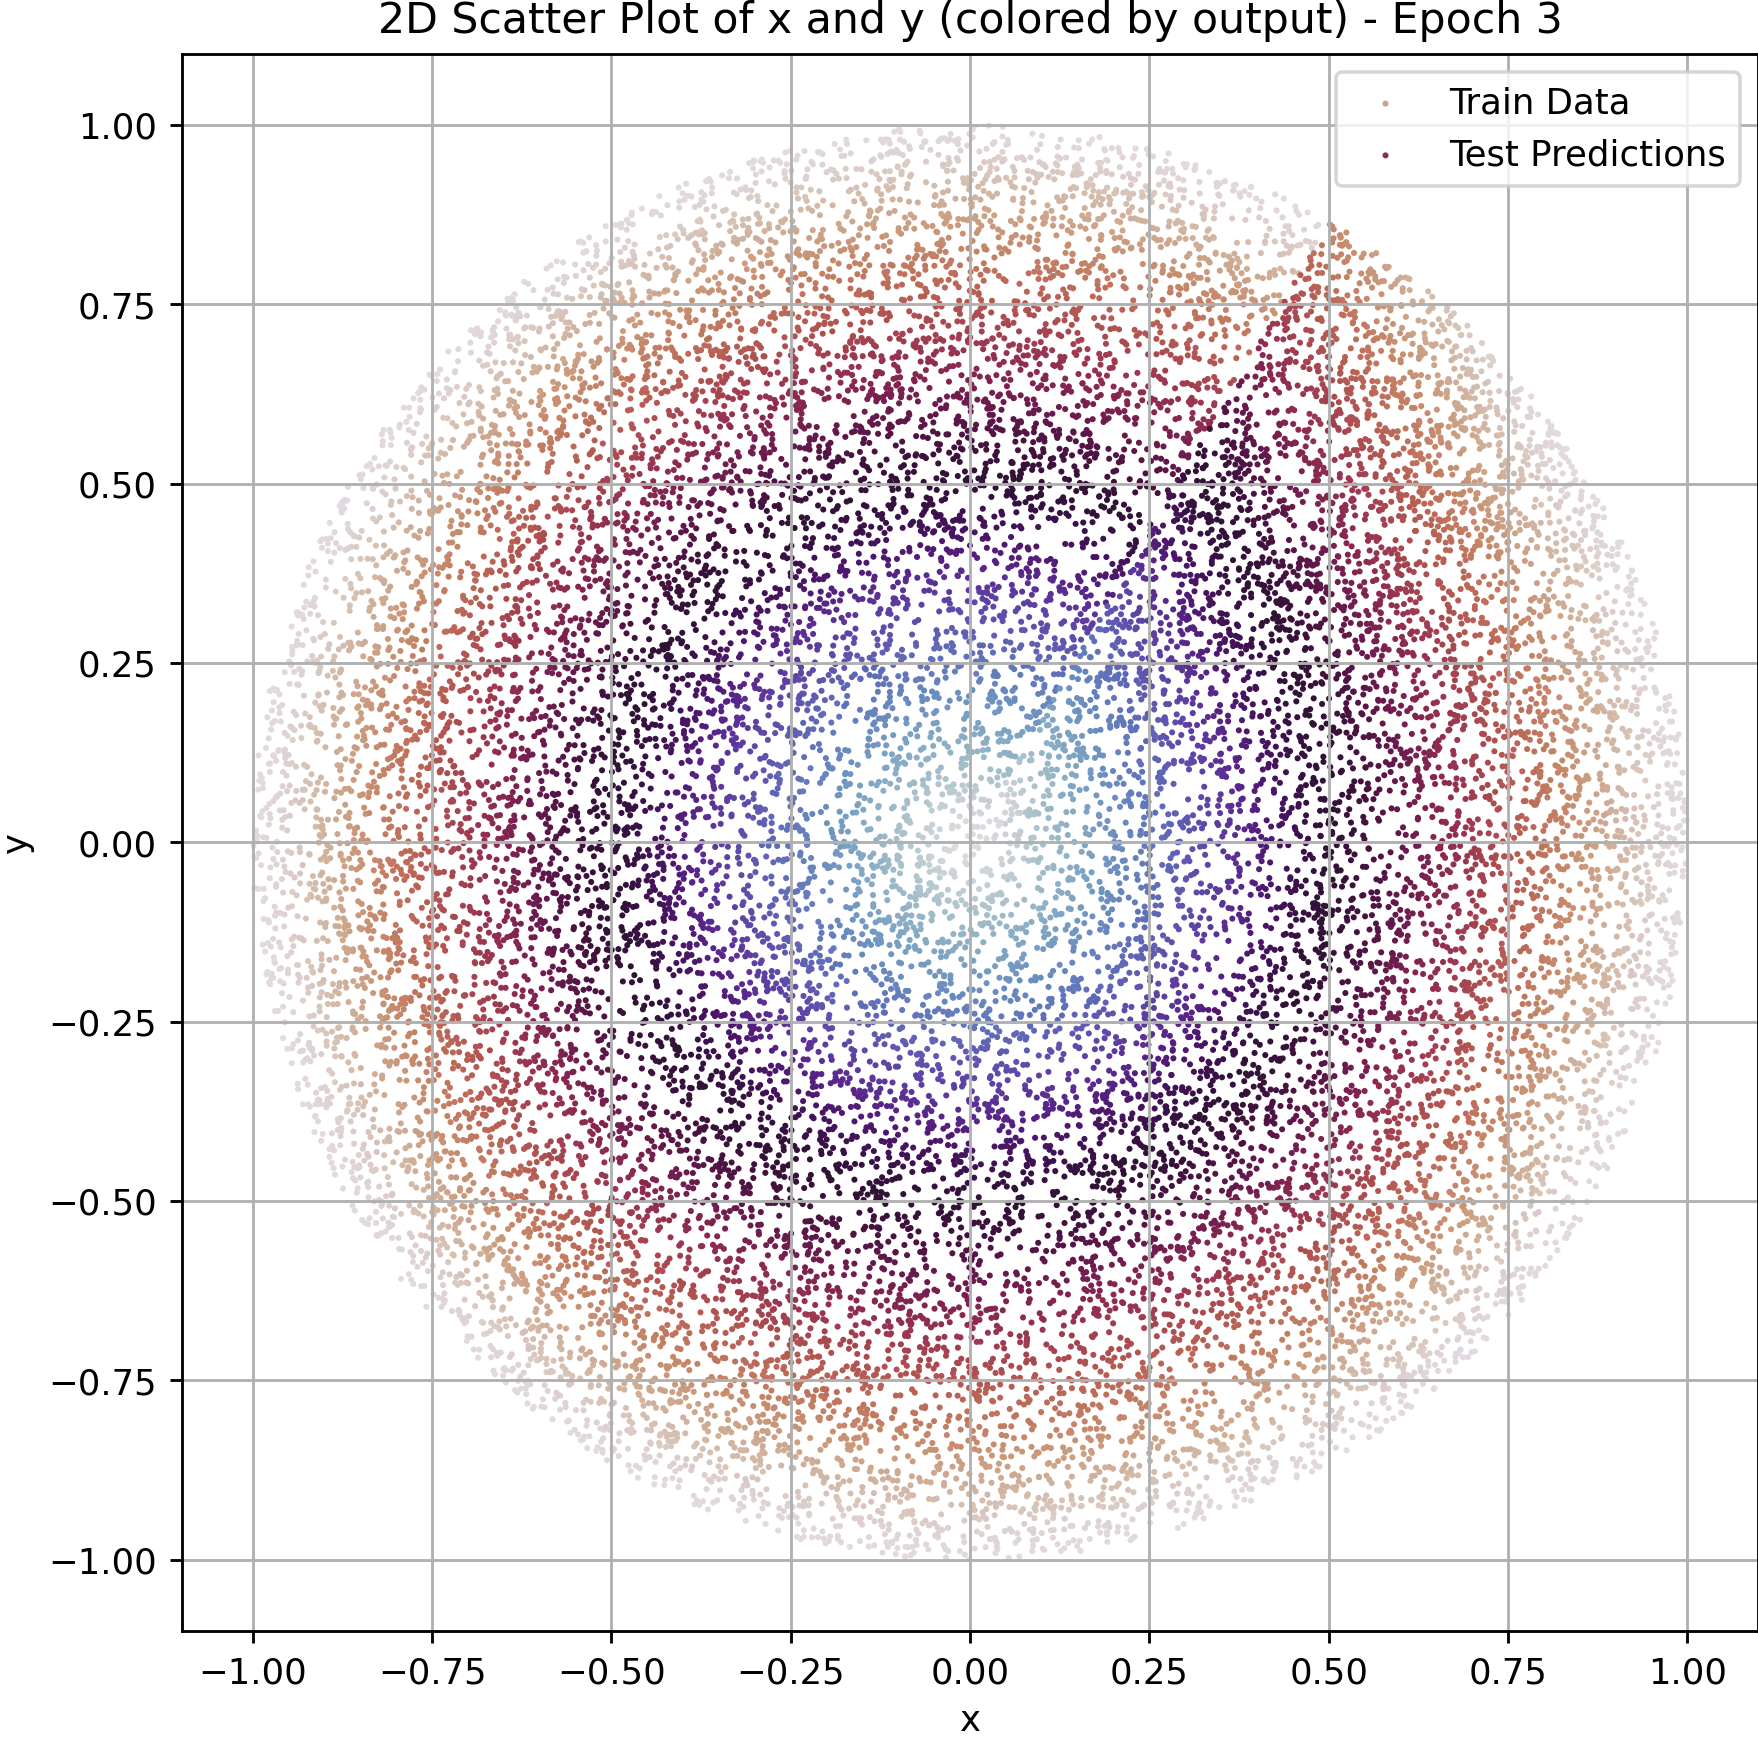 2D Scatter Plot of x and y (colored by output) - Epoch 3
Train Data
Test Predictions
1.00
0.75
0.50
0.25
0.00
−0.25
−0.50
−0.75
−1.00
y
−1.00 −0.75 −0.50 −0.25 0.00 0.25 0.50 0.75 1.00
x